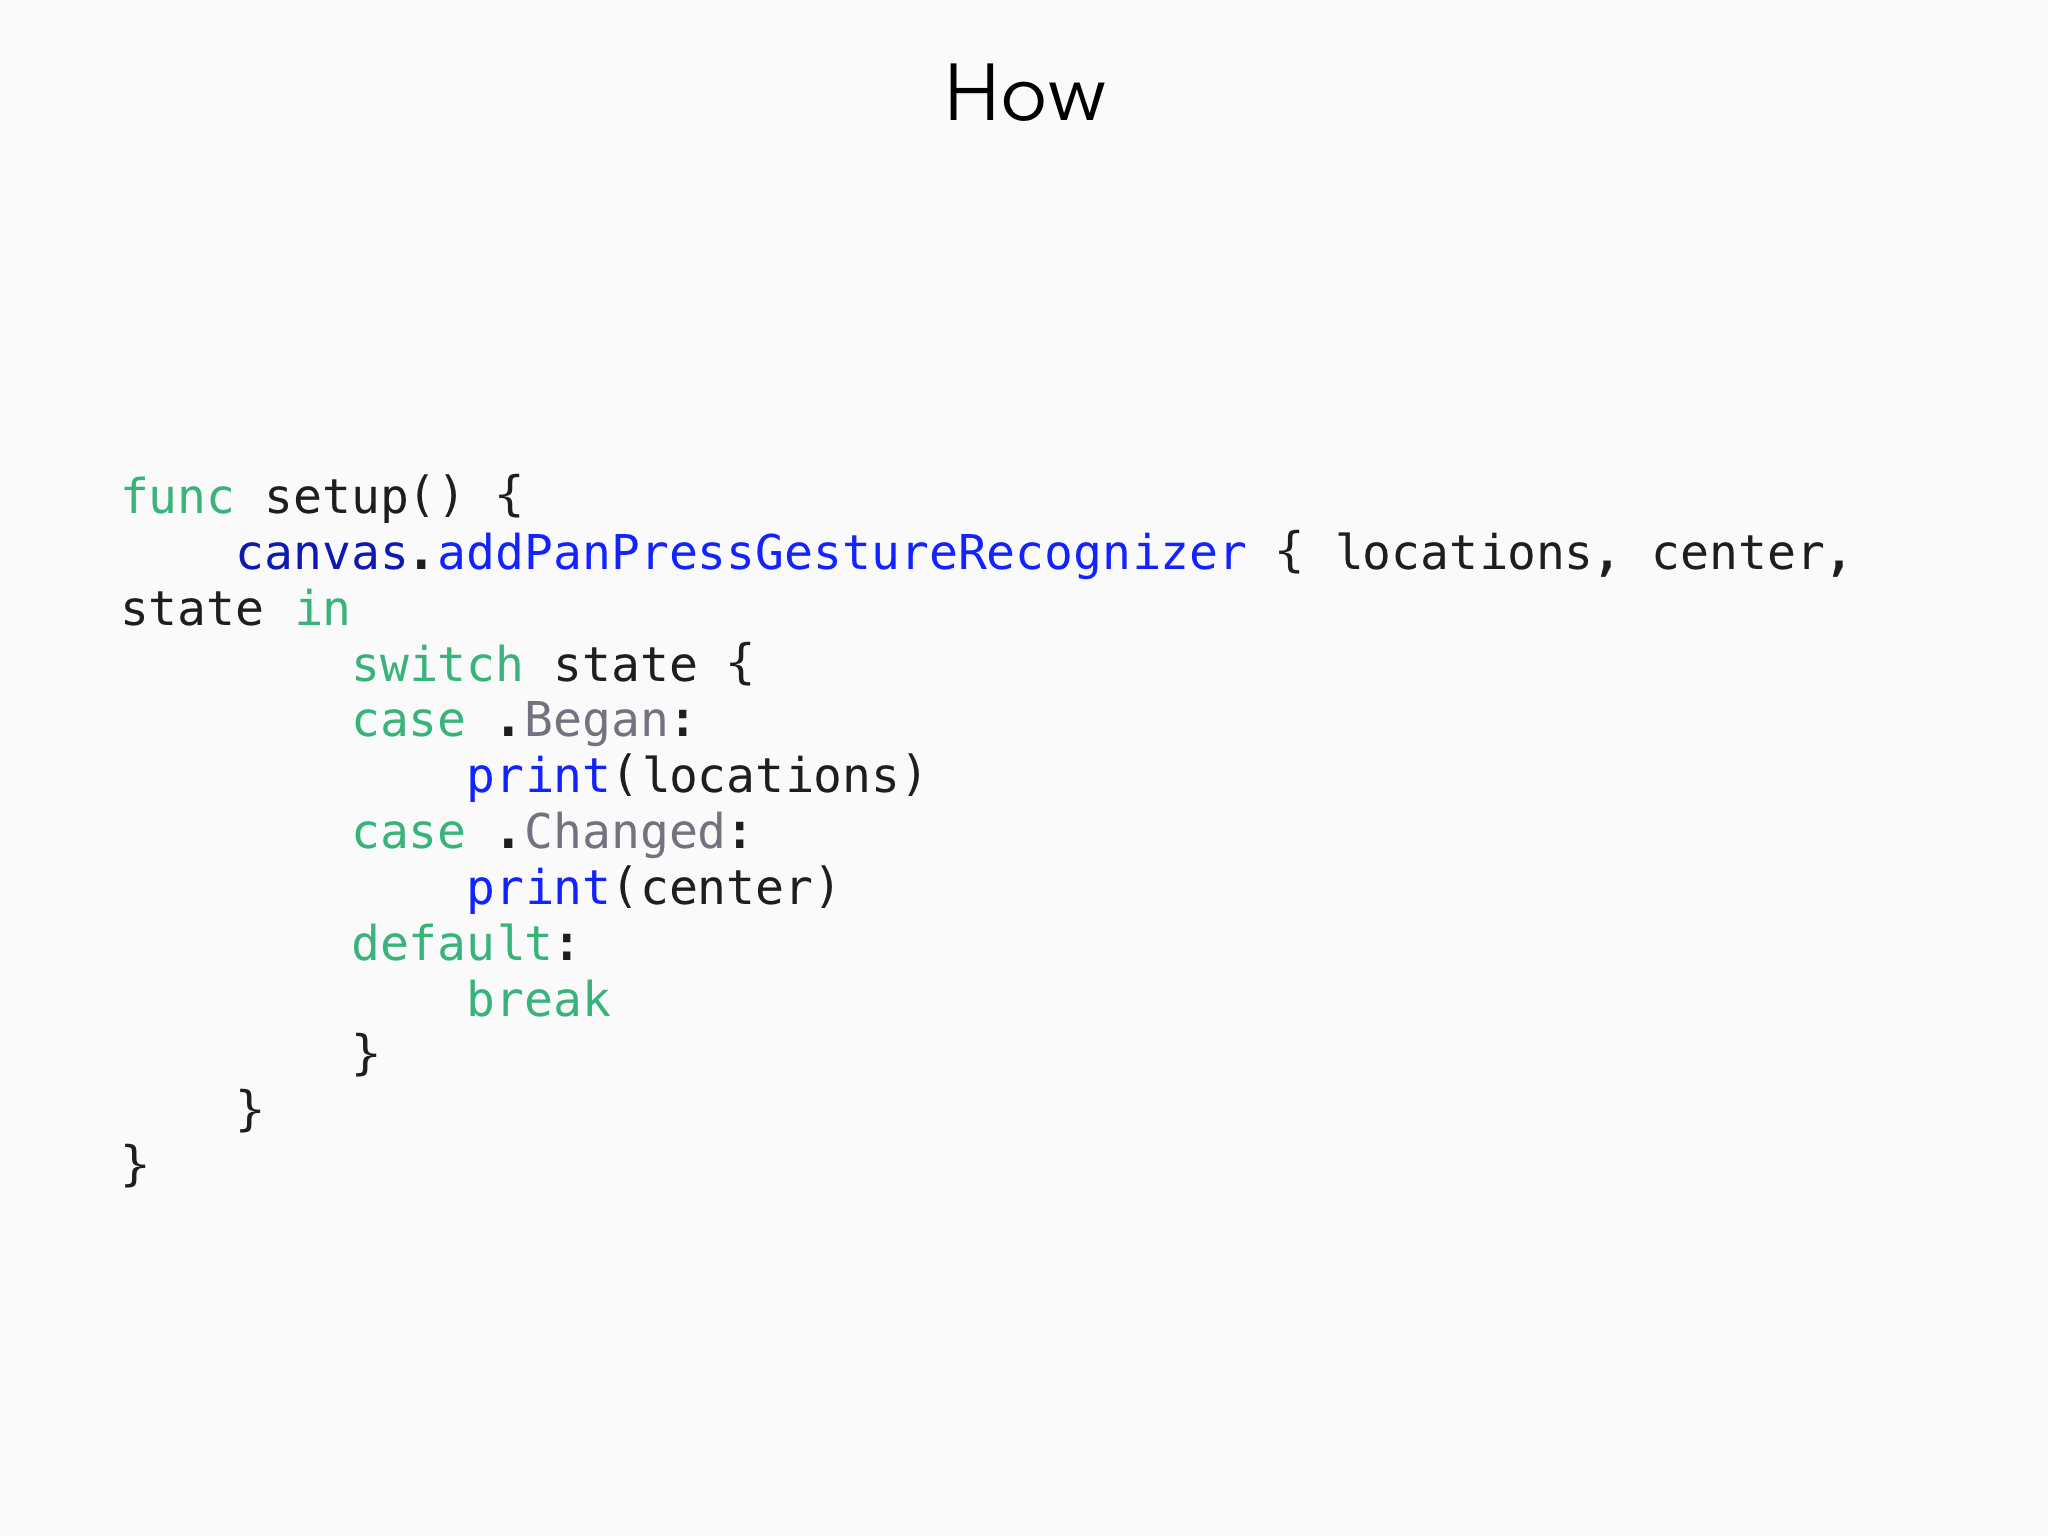 How
func setup() {
    canvas.addPanPressGestureRecognizer { locations, center,
state in
        switch state {
        case .Began:
            print(locations)
        case .Changed:
            print(center)
        default:
            break
        }
    }
}